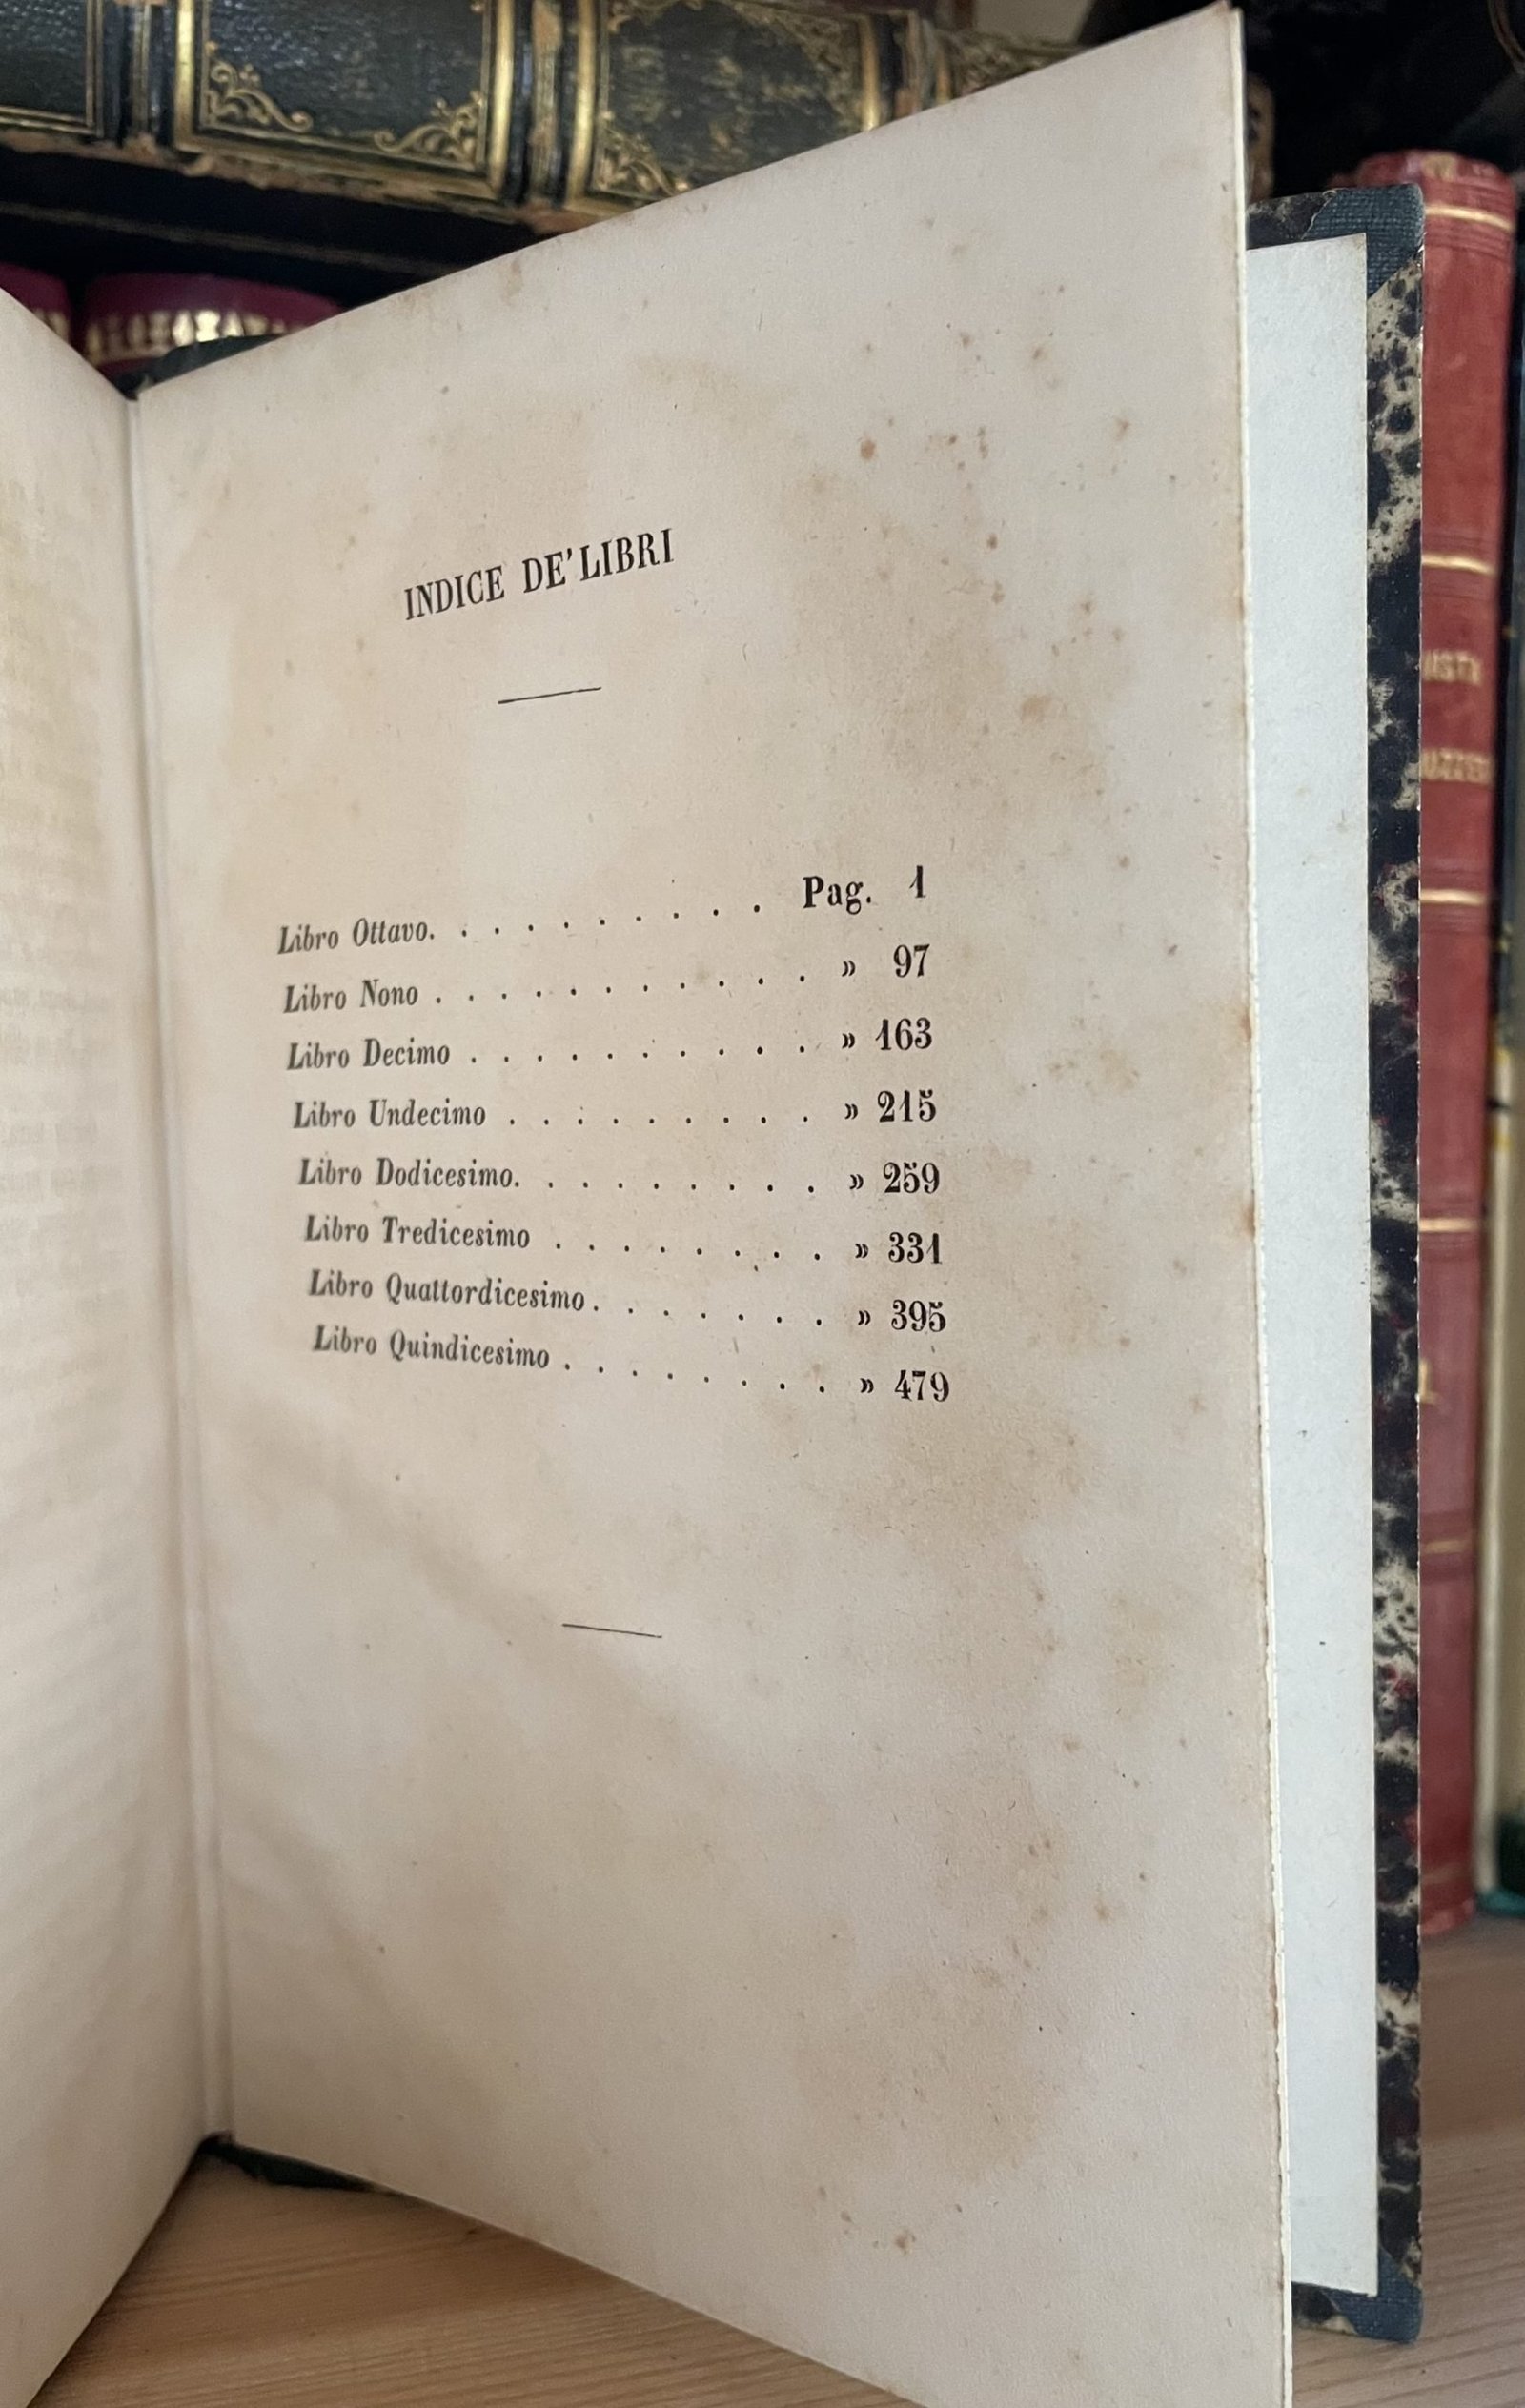 INDICE DE' LIBRI
Libro Ottavo. . . . . . . . . . Pag. 1
Libro Nono . . . . . . . . . . . » 97
Libro Decimo . . . . . . . . . . » 163
Libro Undecimo . . . . . . . . . » 215
Libro Dodicesimo. . . . . . . . . » 259
Libro Tredicesimo . . . . . . . . » 331
Libro Quattordicesimo . . . . . . . » 395
Libro Quindicesimo . . . . . . . . » 479